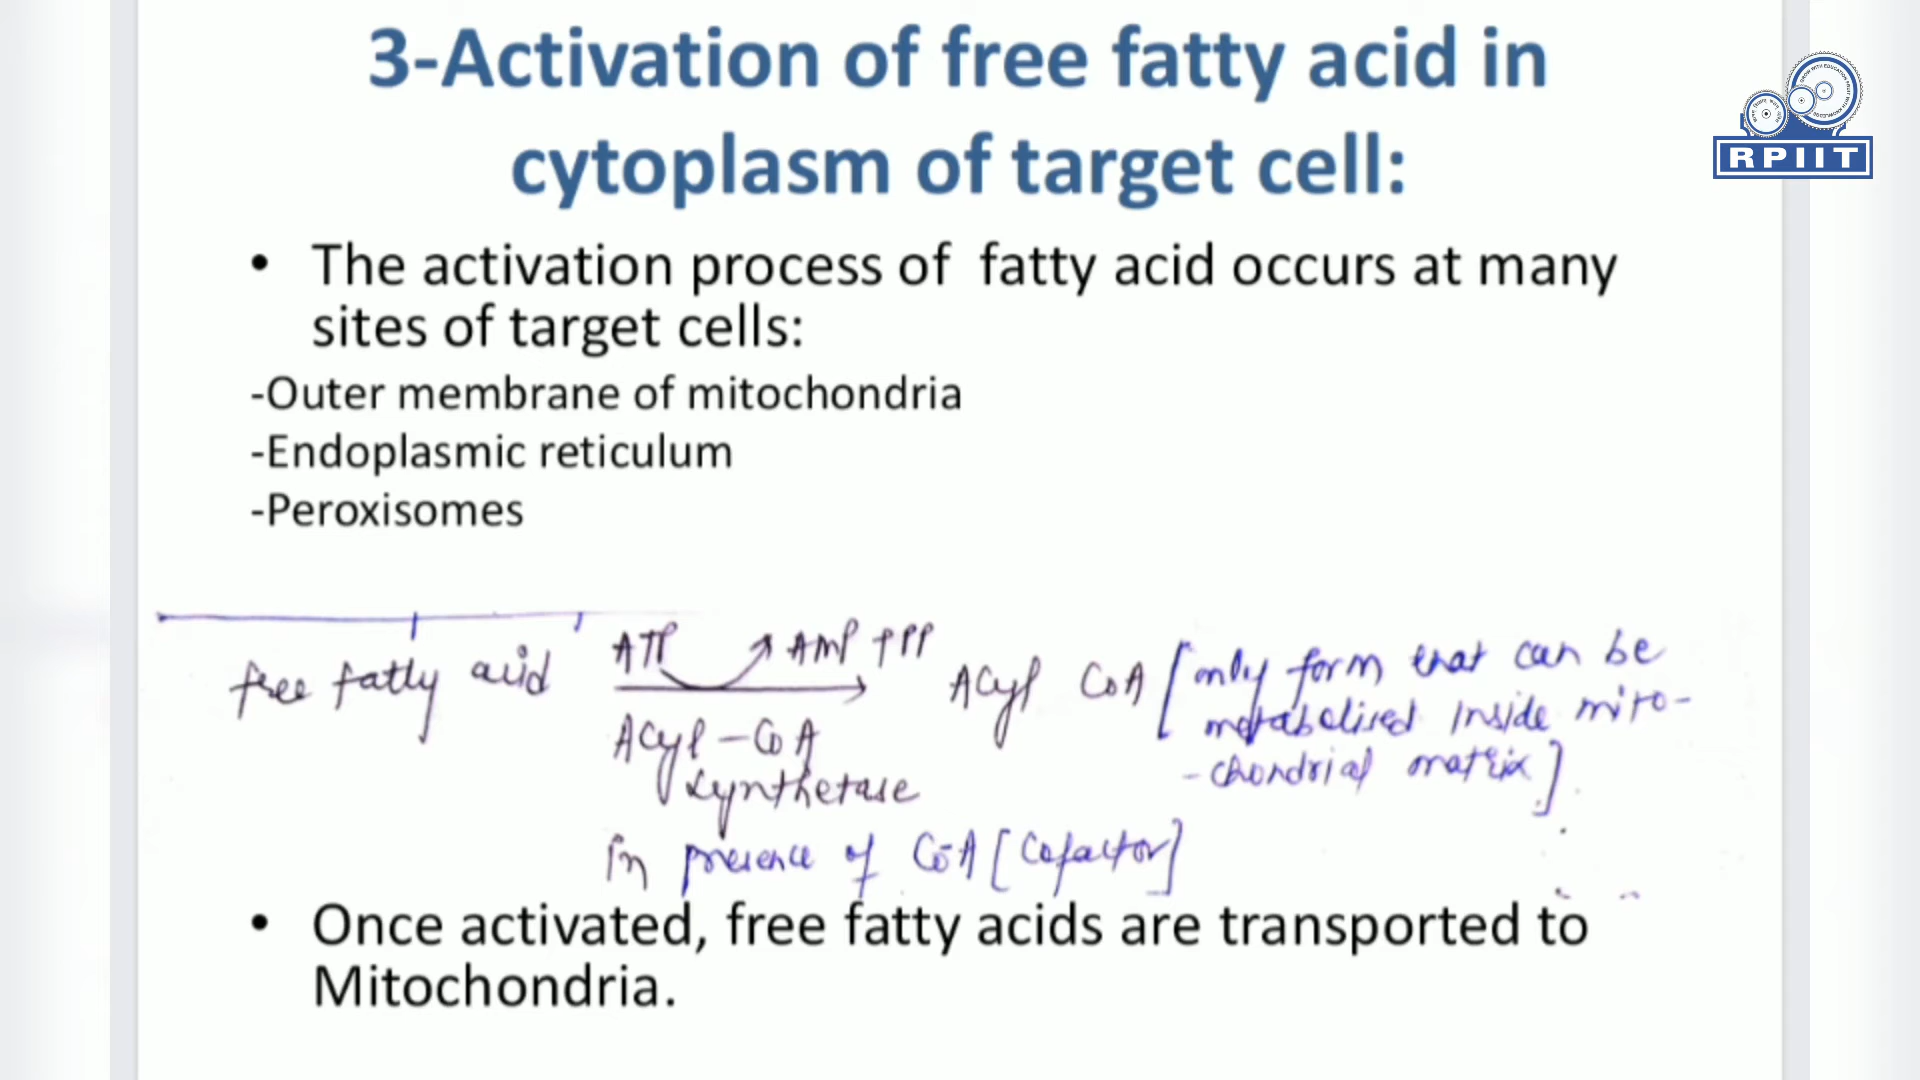 3-Activation of free fatty acid in
cytoplasm of target cell:
RPIIT
• The activation process of fatty acid occurs at many
sites of target cells:
-Outer membrane of mitochondria
-Endoplasmic reticulum
-Peroxisomes
free fatty acid ATP AMP + PP Acyl CoA [only form that can be
metabolised inside mito-
-chondrial matrix]
Acyl-CoA
synthetase
in presence of CoA [Cofactor]
• Once activated, free fatty acids are transported to
Mitochondria.